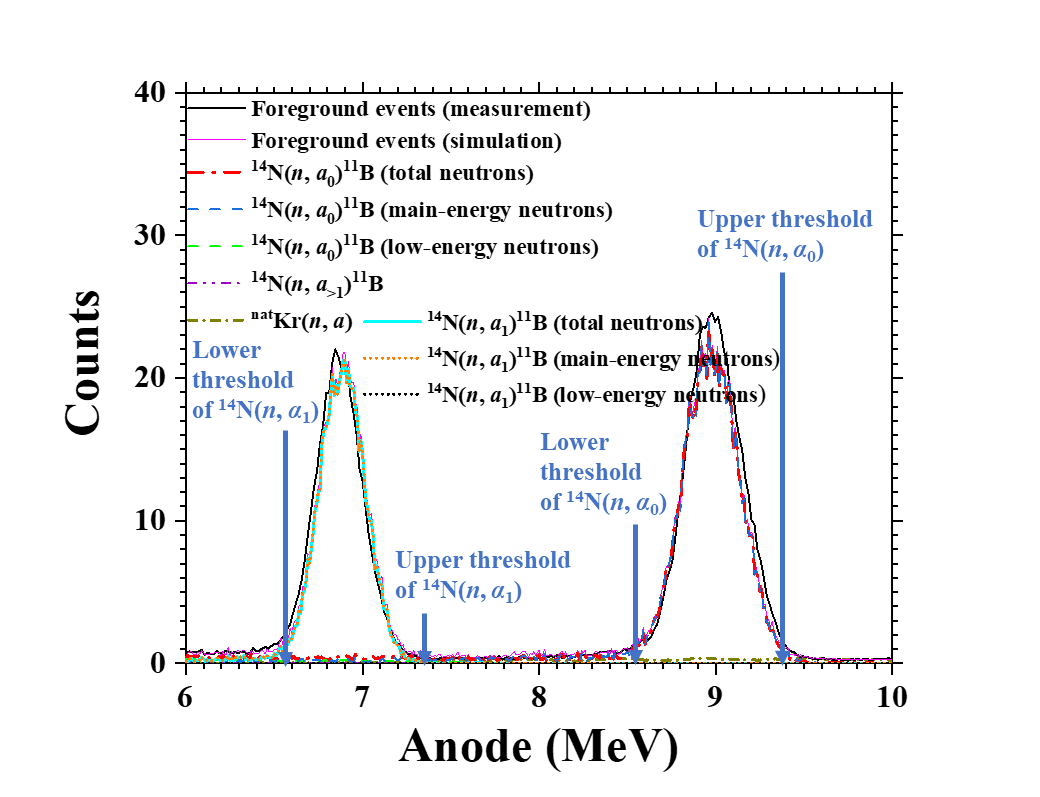 40
30
20
10
0
Counts
Foreground events (measurement)
Foreground events (simulation)
¹⁴N(n, a₀)¹¹B (total neutrons)
¹⁴N(n, a₀)¹¹B (main-energy neutrons)
¹⁴N(n, a₀)¹¹B (low-energy neutrons)
¹⁴N(n, a>₁)¹¹B
ⁿᵃᵗKr(n, a)
¹⁴N(n, a₁)¹¹B (total neutrons)
¹⁴N(n, a₁)¹¹B (main-energy neutrons)
¹⁴N(n, a₁)¹¹B (low-energy neutrons)
Lower
threshold
of ¹⁴N(n, α₁)
Upper threshold
of ¹⁴N(n, α₁)
Lower
threshold
of ¹⁴N(n, α₀)
Upper threshold
of ¹⁴N(n, α₀)
6 7 8 9 10
Anode (MeV)